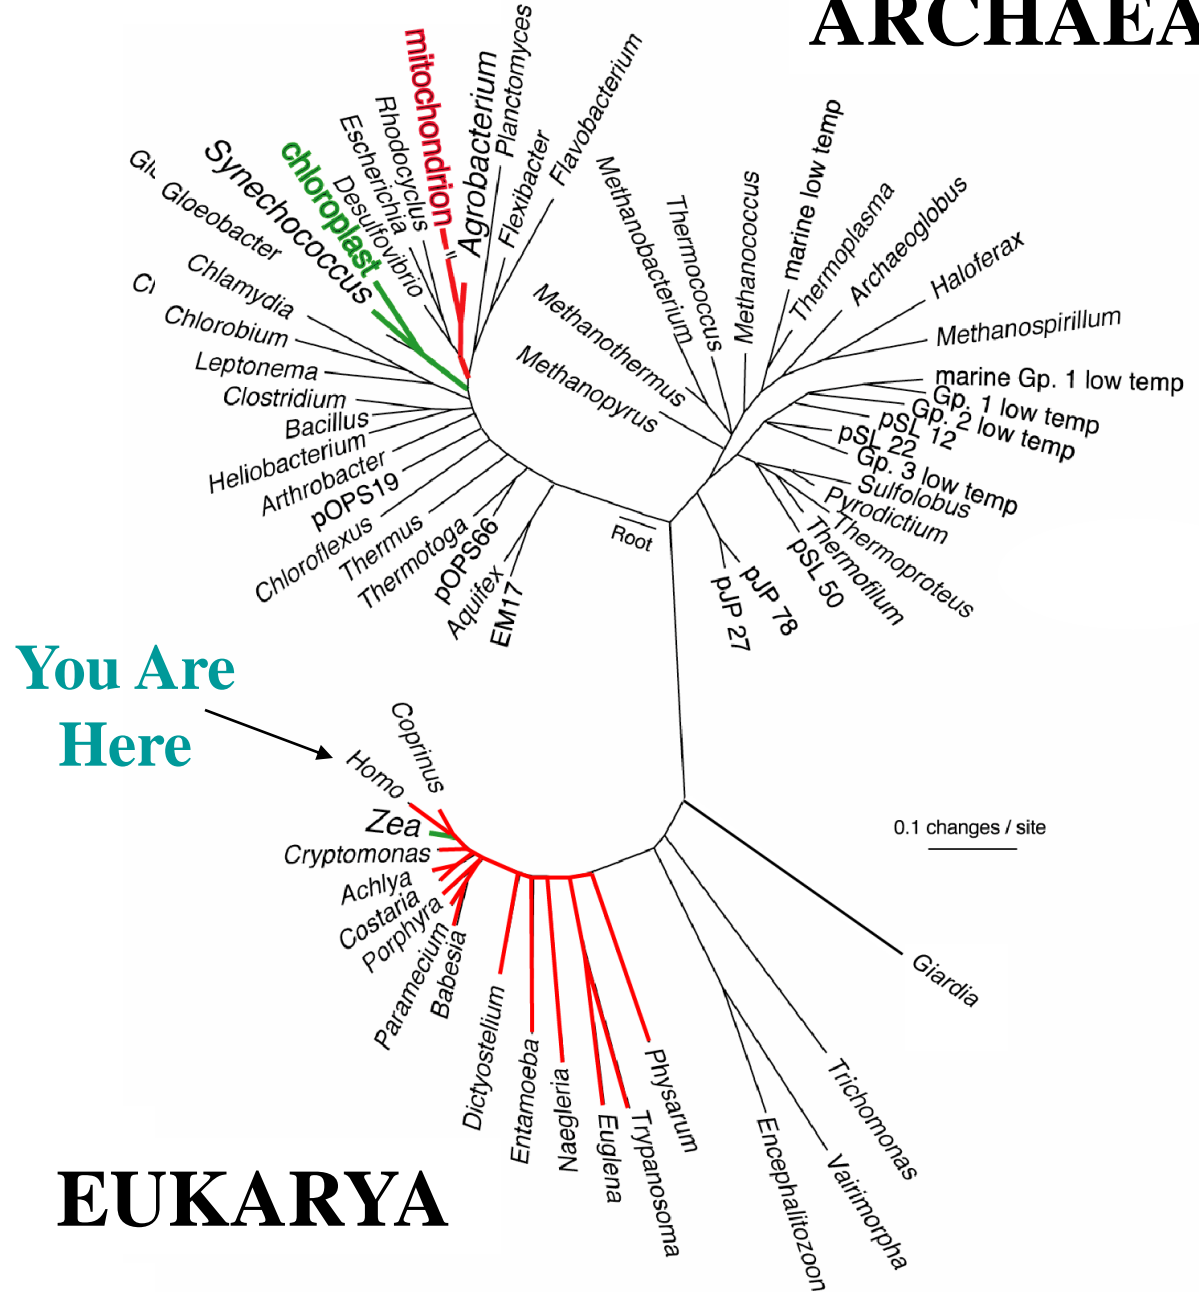 ARCHAEA
mitochondrion
Agrobacterium
Planctomyces
Flexibacter
Flavobacterium
Rhodocyclus
Escherichia
Desulfovibrio
chloroplast
Synechococcus
Gloeobacter
Chlamydia
Chlorobium
Leptonema
Clostridium
Bacillus
Heliobacterium
Arthrobacter
pOPS19
Chloroflexus
Thermus
Thermotoga
pOPS66
Aquifex
EM17
Root
Methanopyrus
Methanothermus
Methanobacterium
Thermococcus
Methanococcus
marine low temp
Thermoplasma
Archaeoglobus
Haloferax
Methanospirillum
marine Gp. 1 low temp
Gp. 1 low temp
Gp. 2 low temp
pSL 12
pSL 22
Gp. 3 low temp
Sulfolobus
Pyrodictium
Thermoproteus
Thermofilum
pSL 50
pJP 78
pJP 27
You Are
Here
Coprinus
Homo
Zea
Cryptomonas
Achlya
Costaria
Porphyra
Paramecium
Babesia
Dictyostelium
Entamoeba
Naegleria
Euglena
Trypanosoma
Physarum
Encephalitozoon
Vairimorpha
Trichomonas
Giardia
0.1 changes / site
EUKARYA